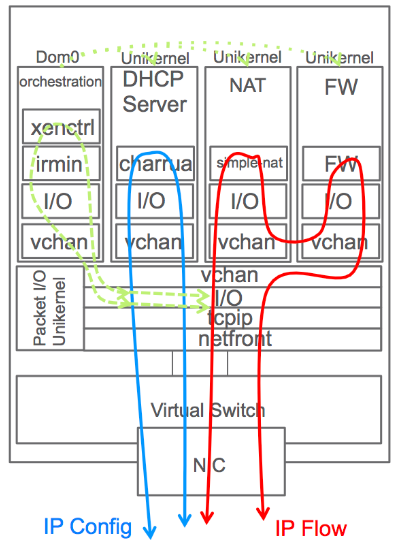 Dom0
orchestration
xenctrl
irmin
I/O
vchan
Unikernel
DHCP
Server
charrua
I/O
vchan
Unikernel
NAT
simple-nat
I/O
vchan
Unikernel
FW
FW
I/O
vchan
Packet I/O
Unikernel
vchan
I/O
tcpip
netfront
Virtual Switch
NIC
IP Config
IP Flow